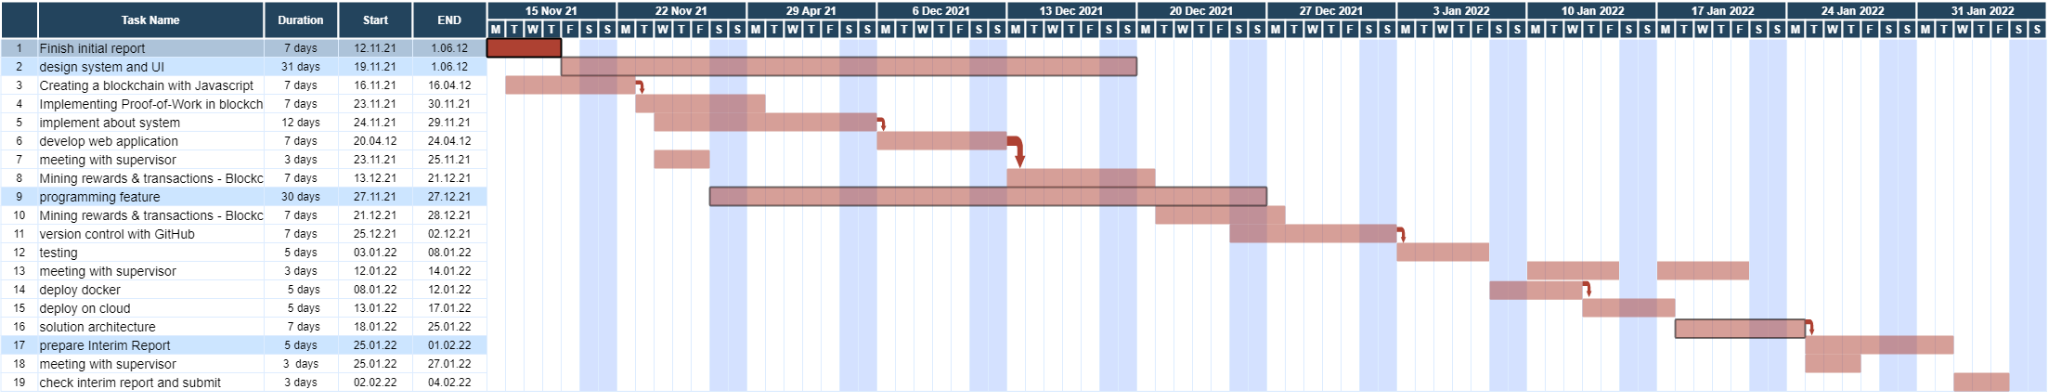 Task Name Duration Start END 15 Nov 21 22 Nov 21 29 Apr 21 6 Dec 2021 13 Dec 2021 20 Dec 2021 27 Dec 2021 3 Jan 2022 10 Jan 2022 17 Jan 2022 24 Jan 2022 31 Jan 2022
M T W T F S S M T W T F S S M T W T F S S M T W T F S S M T W T F S S M T W T F S S M T W T F S S M T W T F S S M T W T F S S M T W T F S S M T W T F S S M T W T F S S
1 Finish initial report 7 days 12.11.21 1.06.12
2 design system and UI 31 days 19.11.21 1.06.12
3 Creating a blockchain with Javascript 7 days 16.11.21 16.04.12
4 Implementing Proof-of-Work in blockch 7 days 23.11.21 30.11.21
5 implement about system 12 days 24.11.21 29.11.21
6 develop web application 7 days 20.04.12 24.04.12
7 meeting with supervisor 3 days 23.11.21 25.11.21
8 Mining rewards & transactions - Blockc 7 days 13.12.21 21.12.21
9 programming feature 30 days 27.11.21 27.12.21
10 Mining rewards & transactions - Blockc 7 days 21.12.21 28.12.21
11 version control with GitHub 7 days 25.12.21 02.12.21
12 testing 5 days 03.01.22 08.01.22
13 meeting with supervisor 3 days 12.01.22 14.01.22
14 deploy docker 5 days 08.01.22 12.01.22
15 deploy on cloud 5 days 13.01.22 17.01.22
16 solution architecture 7 days 18.01.22 25.01.22
17 prepare Interim Report 5 days 25.01.22 01.02.22
18 meeting with supervisor 3 days 25.01.22 27.01.22
19 check interim report and submit 3 days 02.02.22 04.02.22